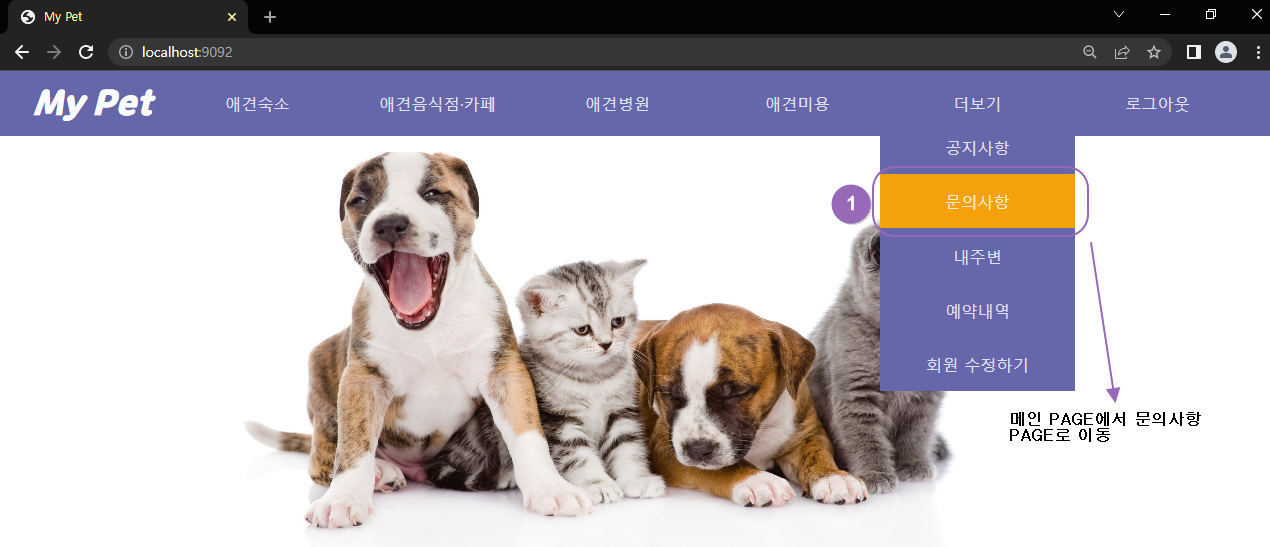 My Pet
localhost:9092
My Pet
애견숙소
애견음식점·카페
애견병원
애견미용
더보기
로그아웃
공지사항
1
문의사항
내주변
예약내역
회원 수정하기
메인 PAGE에서 문의사항
PAGE로 이동